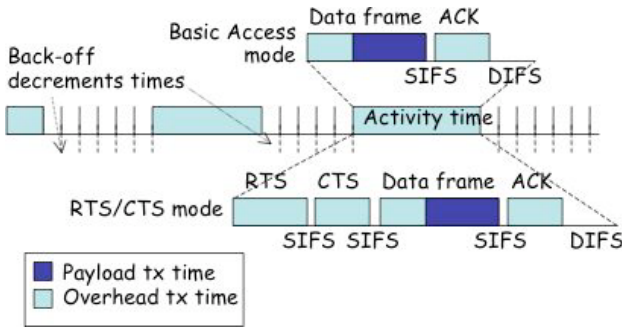 Data frame ACK
Basic Access
mode
SIFS DIFS
Back-off
decrements times
Activity time
RTS CTS Data frame ACK
RTS/CTS mode
SIFS SIFS SIFS DIFS
Payload tx time
Overhead tx time